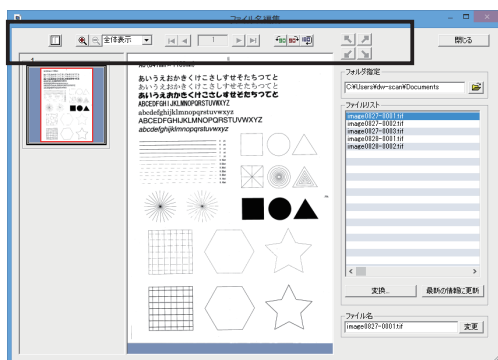 ファイル編集
全体表示
1
閉じる
1
あいうえおかきくけこさしすせそたちつてと
あいうえおかきくけこさしすせそたちつてと
あいうえおかきくけこさしすせそたちつてと
ABCDEFGHIJKLMNOPQRSTUVWXYZ
abcdefghijklmnopqrstuvwxyz
ABCDEFGHIJKLMNOPQRSTUVWXYZ
abcdefghijklmnopqrstuvwxyz
フォルダ指定
C:¥Users¥dw-scan¥Documents
ファイルリスト
image0827-0001.tif
image0827-0002.tif
image0827-0003.tif
image0828-0001.tif
image0828-0002.tif
変換...
最新の情報に更新
ファイル名
image0827-0001.tif
変更